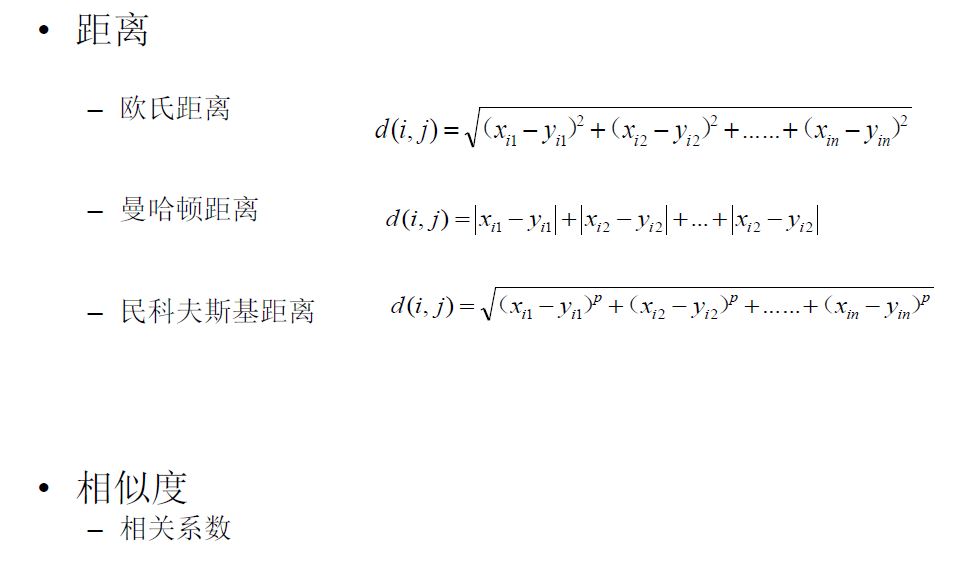 • 距离
– 欧氏距离 d(i, j) = √(x_{i1} − y_{i1})² + (x_{i2} − y_{i2})² + …… + (x_{in} − y_{in})²
– 曼哈顿距离 d(i, j) = |x_{i1} − y_{i1}| + |x_{i2} − y_{i2}| + … + |x_{i2} − y_{i2}|
– 民科夫斯基距离 d(i, j) = √(x_{i1} − y_{i1})^p + (x_{i2} − y_{i2})^p + …… + (x_{in} − y_{in})^p
• 相似度
– 相关系数